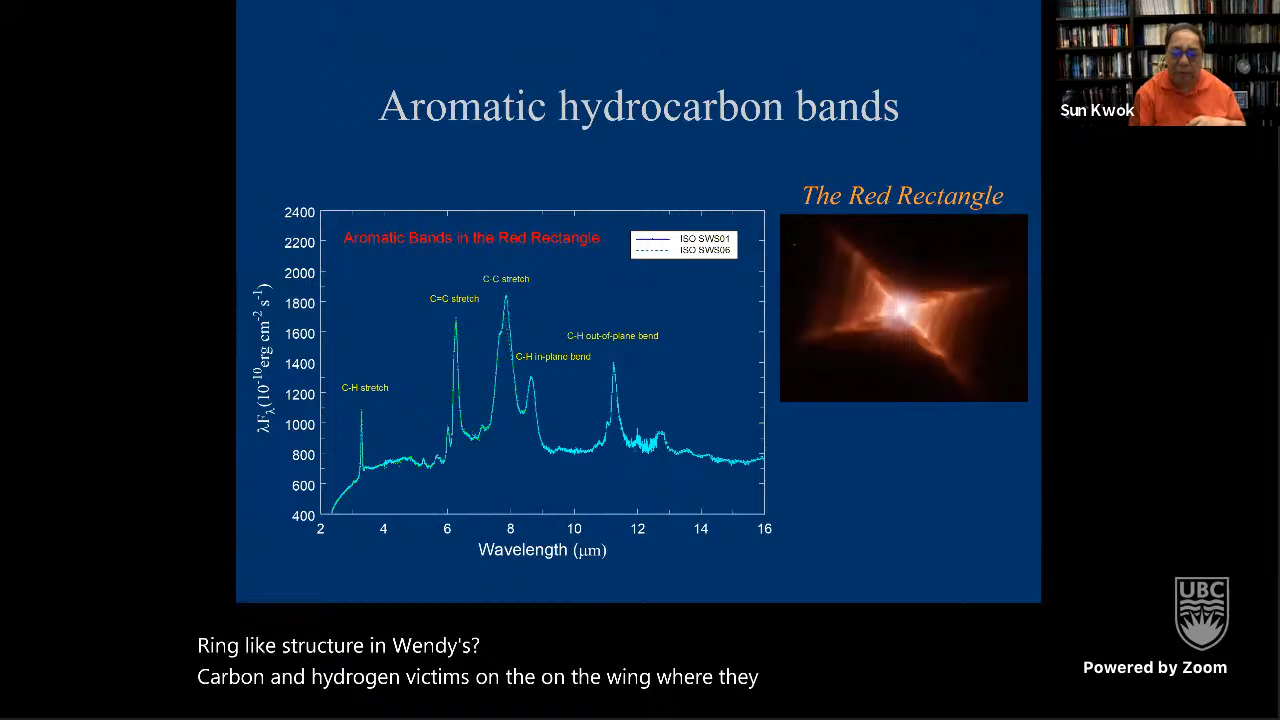 Aromatic hydrocarbon bands
Sun Kwok
The Red Rectangle
2400
2200
2000
1800
1600
1400
1200
1000
800
600
400
λFλ(10-10erg cm-2 s-1)
Aromatic Bands in the Red Rectangle
ISO SWS01
ISO SWS06
C-C stretch
C=C stretch
C-H out-of-plane bend
C-H in-plane bend
C-H stretch
2 4 6 8 10 12 14 16
Wavelength (μm)
UBC
Ring like structure in Wendy's?
Carbon and hydrogen victims on the on the wing where they
Powered by Zoom